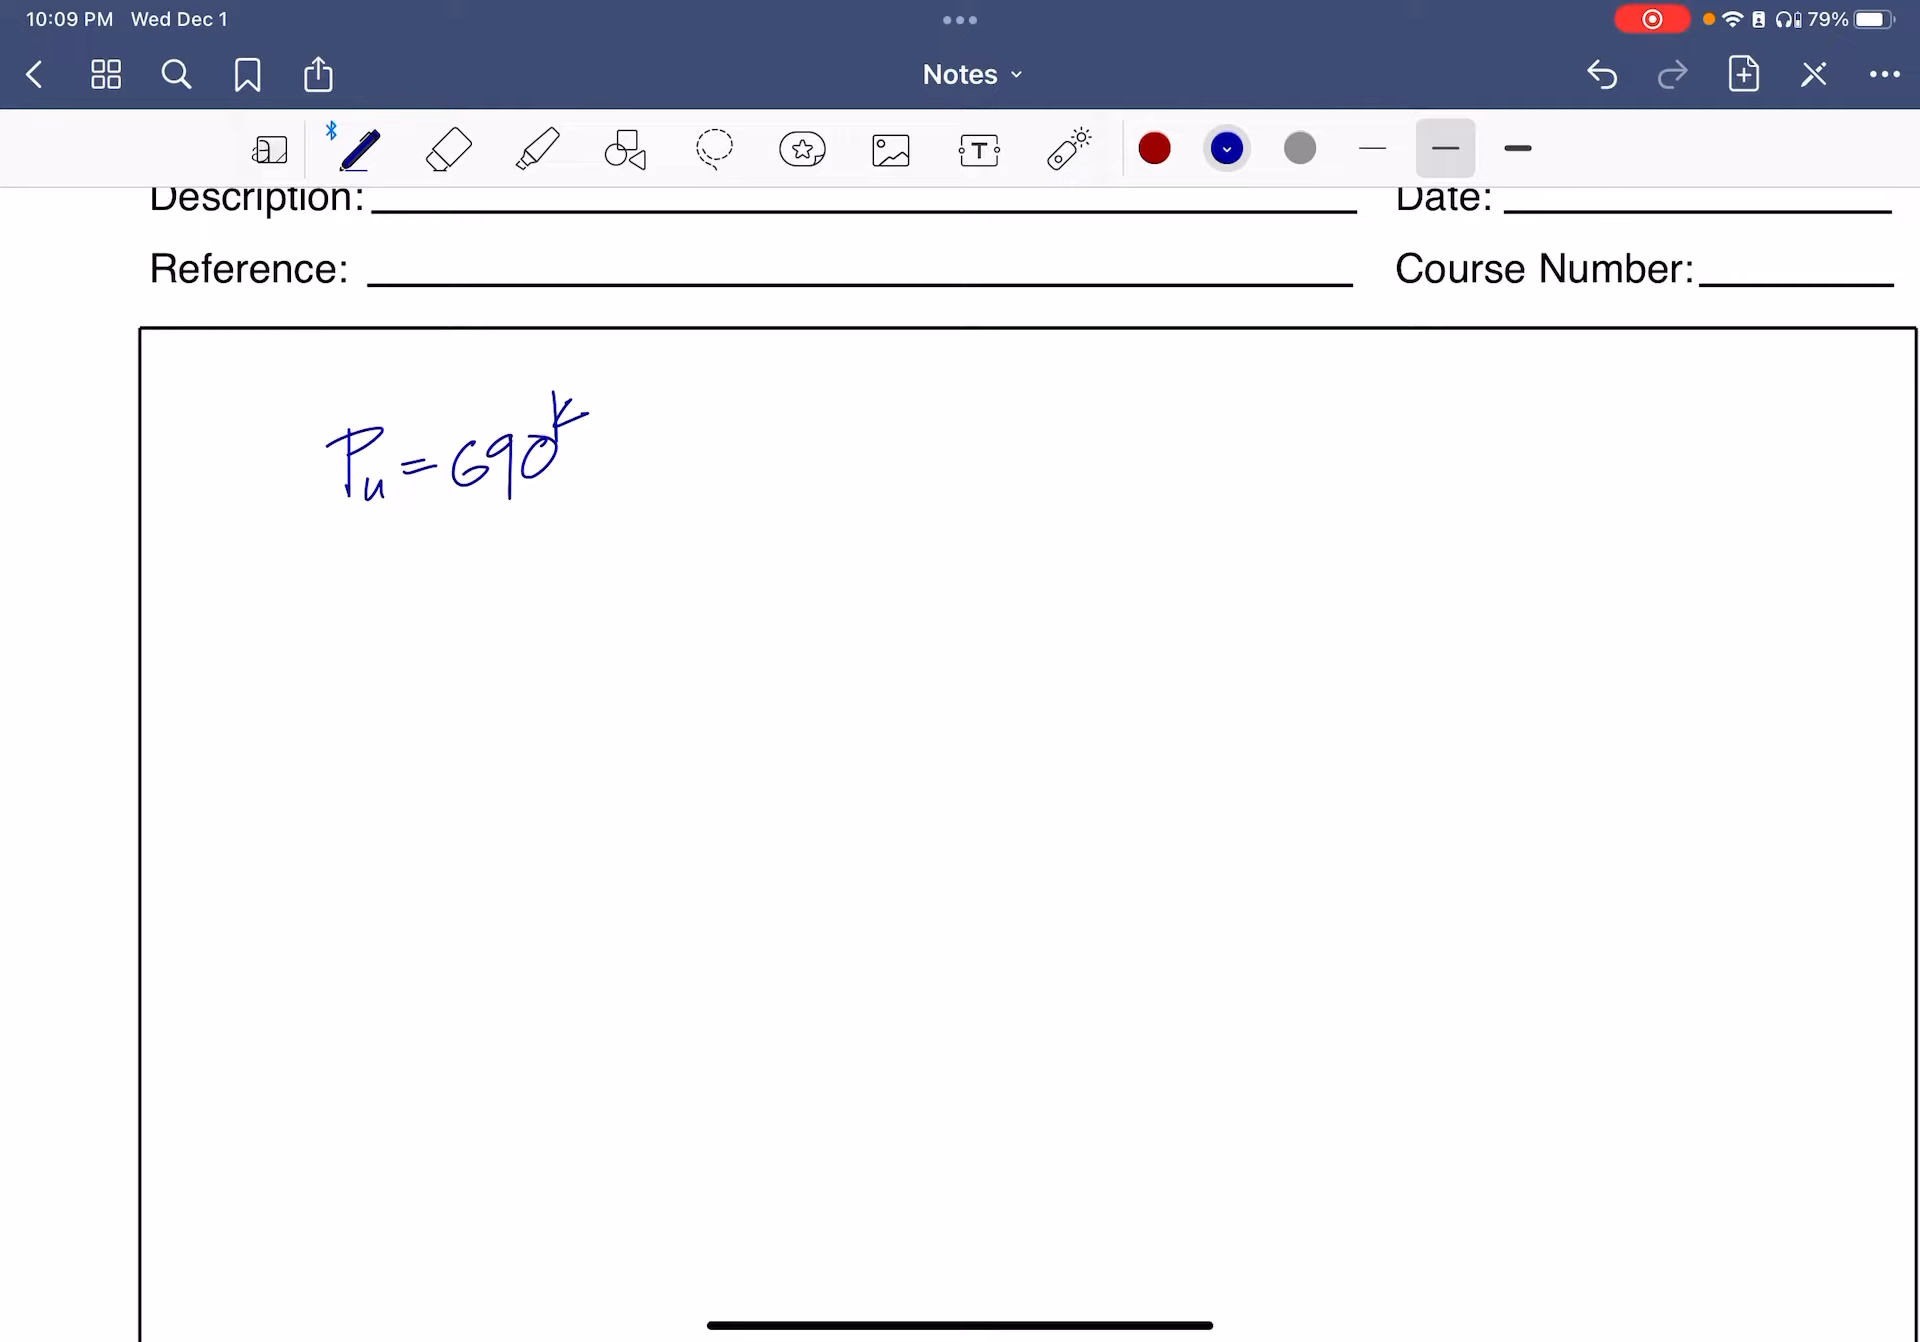 10:09 PM Wed Dec 1 79%
Notes
a T
Description: Date:
Reference: Course Number:
Pᵤ = 690ᵏ